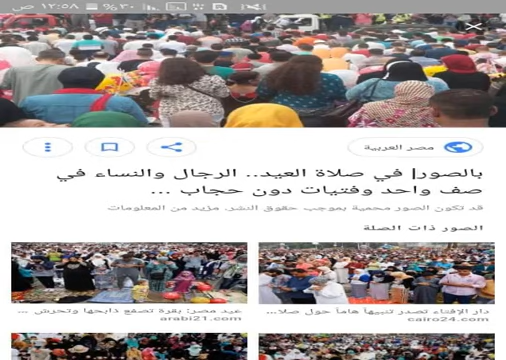 ١٢:٥٨ ص
٣٠%
مصر العربية
بالصور| في صلاة العيد.. الرجال والنساء في
صف واحد وفتيات دون حجاب ...
قد تكون الصور محمية بموجب حقوق النشر. مزيد من المعلومات
الصور ذات الصلة
دار الإفتاء تصدر تنبيها هاما حول صلا...
cairo24.com
عيد مصر: بقرة تصفع ذابحها وتحرش ...
arabi21.com